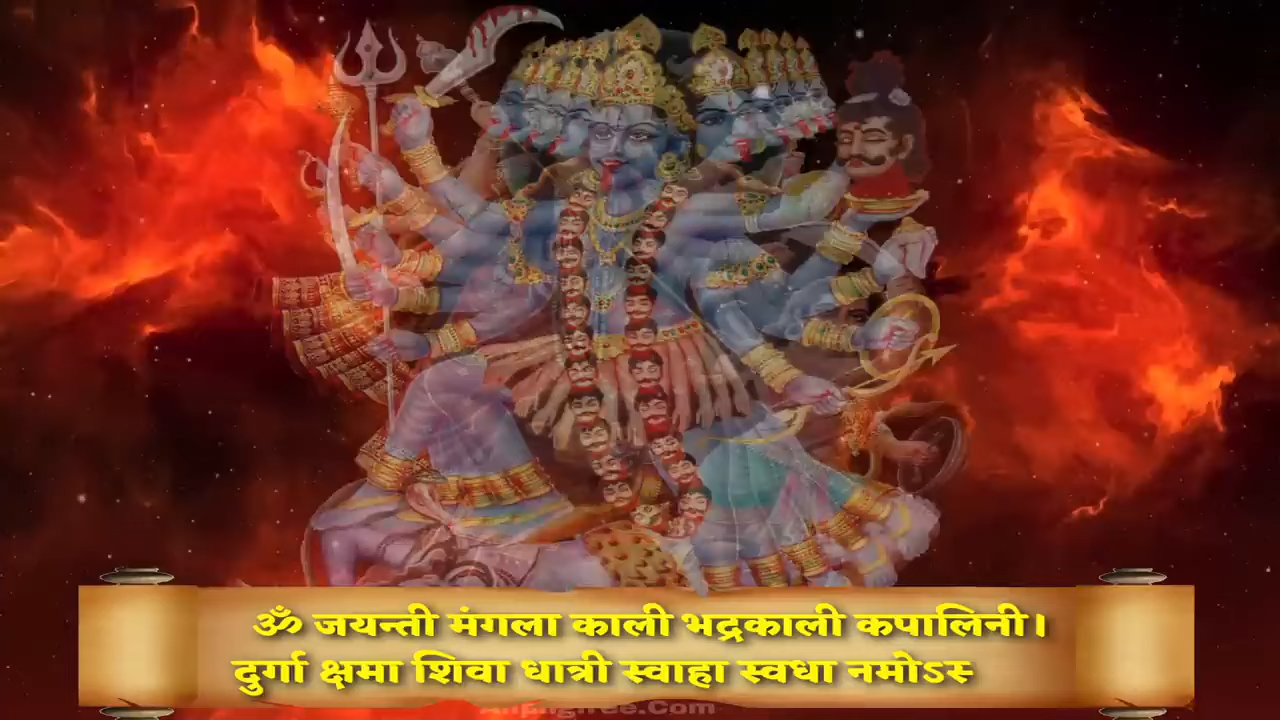 ॐ जयन्ती मंगला काली भद्रकाली कपालिनी।
दुर्गा क्षमा शिवा धात्री स्वाहा स्वधा नमोऽस्